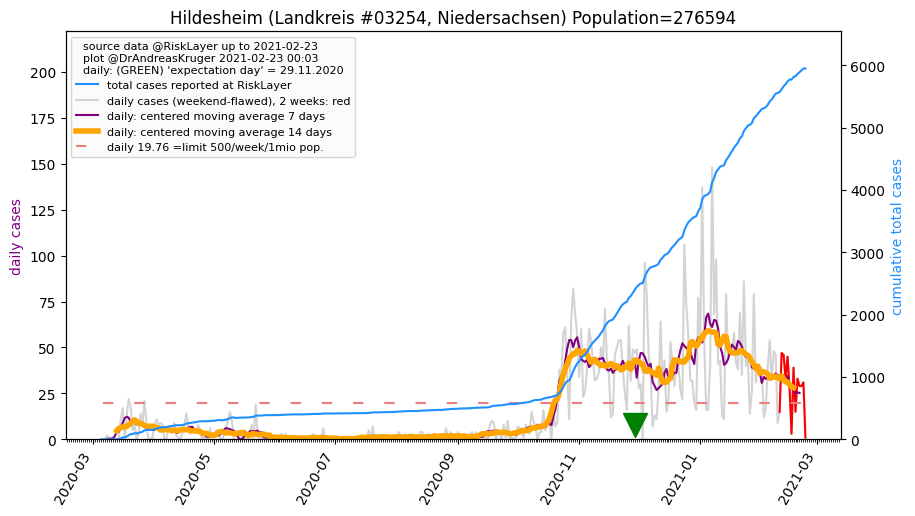 Hildesheim (Landkreis #03254, Niedersachsen) Population=276594
source data @RiskLayer up to 2021-02-23
plot @DrAndreasKruger 2021-02-23 00:03
daily: (GREEN) 'expectation day' = 29.11.2020
total cases reported at RiskLayer
daily cases (weekend-flawed), 2 weeks: red
daily: centered moving average 7 days
daily: centered moving average 14 days
daily 19.76 =limit 500/week/1mio pop.
daily cases
200
175
150
125
100
75
50
25
0
6000
5000
4000
3000
2000
1000
0
cumulative total cases
2020-03
2020-05
2020-07
2020-09
2020-11
2021-01
2021-03